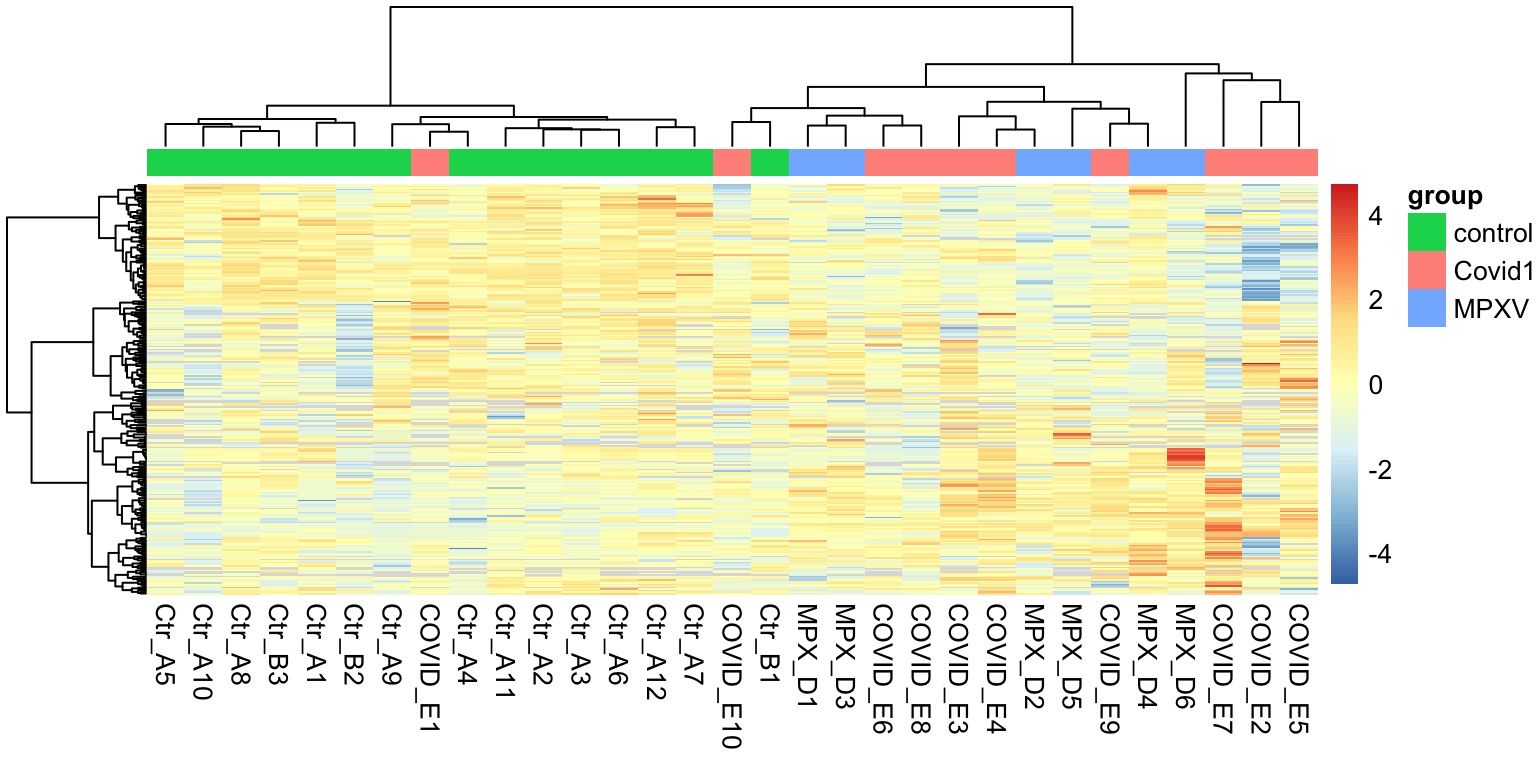 group
control
Covid1
MPXV
4
2
0
-2
-4
Ctr_A5
Ctr_A10
Ctr_A8
Ctr_B3
Ctr_A1
Ctr_B2
Ctr_A9
COVID_E1
Ctr_A4
Ctr_A11
Ctr_A2
Ctr_A3
Ctr_A6
Ctr_A12
Ctr_A7
COVID_E10
Ctr_B1
MPX_D1
MPX_D3
COVID_E6
COVID_E8
COVID_E3
COVID_E4
MPX_D2
MPX_D5
COVID_E9
MPX_D4
MPX_D6
COVID_E7
COVID_E2
COVID_E5